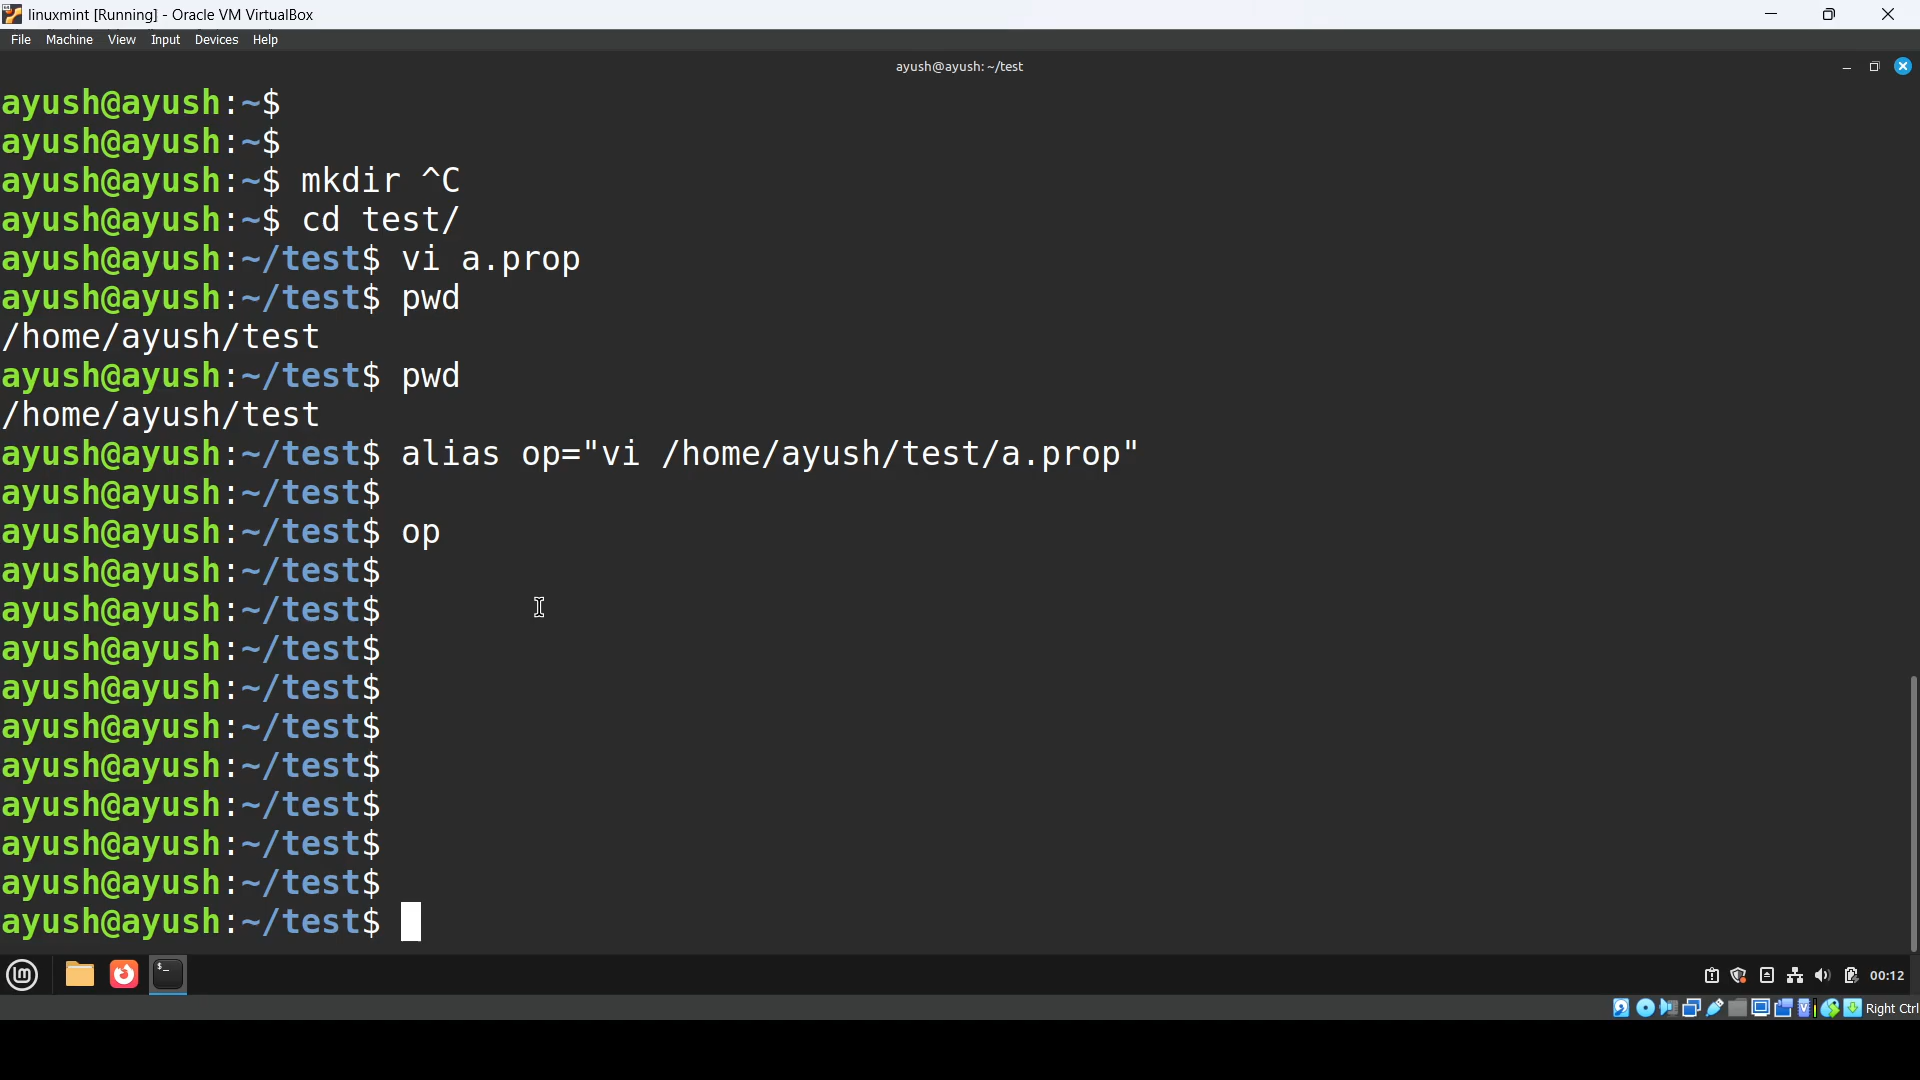 linuxmint [Running] - Oracle VM VirtualBox
File Machine View Input Devices Help
ayush@ayush: ~/test
ayush@ayush:~$
ayush@ayush:~$
ayush@ayush:~$ mkdir ^C
ayush@ayush:~$ cd test/
ayush@ayush:~/test$ vi a.prop
ayush@ayush:~/test$ pwd
/home/ayush/test
ayush@ayush:~/test$ pwd
/home/ayush/test
ayush@ayush:~/test$ alias op="vi /home/ayush/test/a.prop"
ayush@ayush:~/test$
ayush@ayush:~/test$ op
ayush@ayush:~/test$
ayush@ayush:~/test$
ayush@ayush:~/test$
ayush@ayush:~/test$
ayush@ayush:~/test$
ayush@ayush:~/test$
ayush@ayush:~/test$
ayush@ayush:~/test$
ayush@ayush:~/test$
ayush@ayush:~/test$
00:12
Right Ctrl